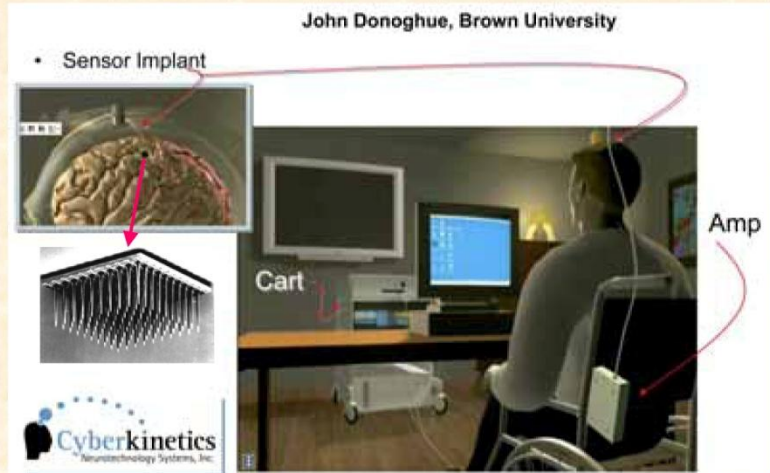 John Donoghue, Brown University
• Sensor Implant
Amp
Cart
Cyberkinetics
Neurotechnology Systems, Inc.